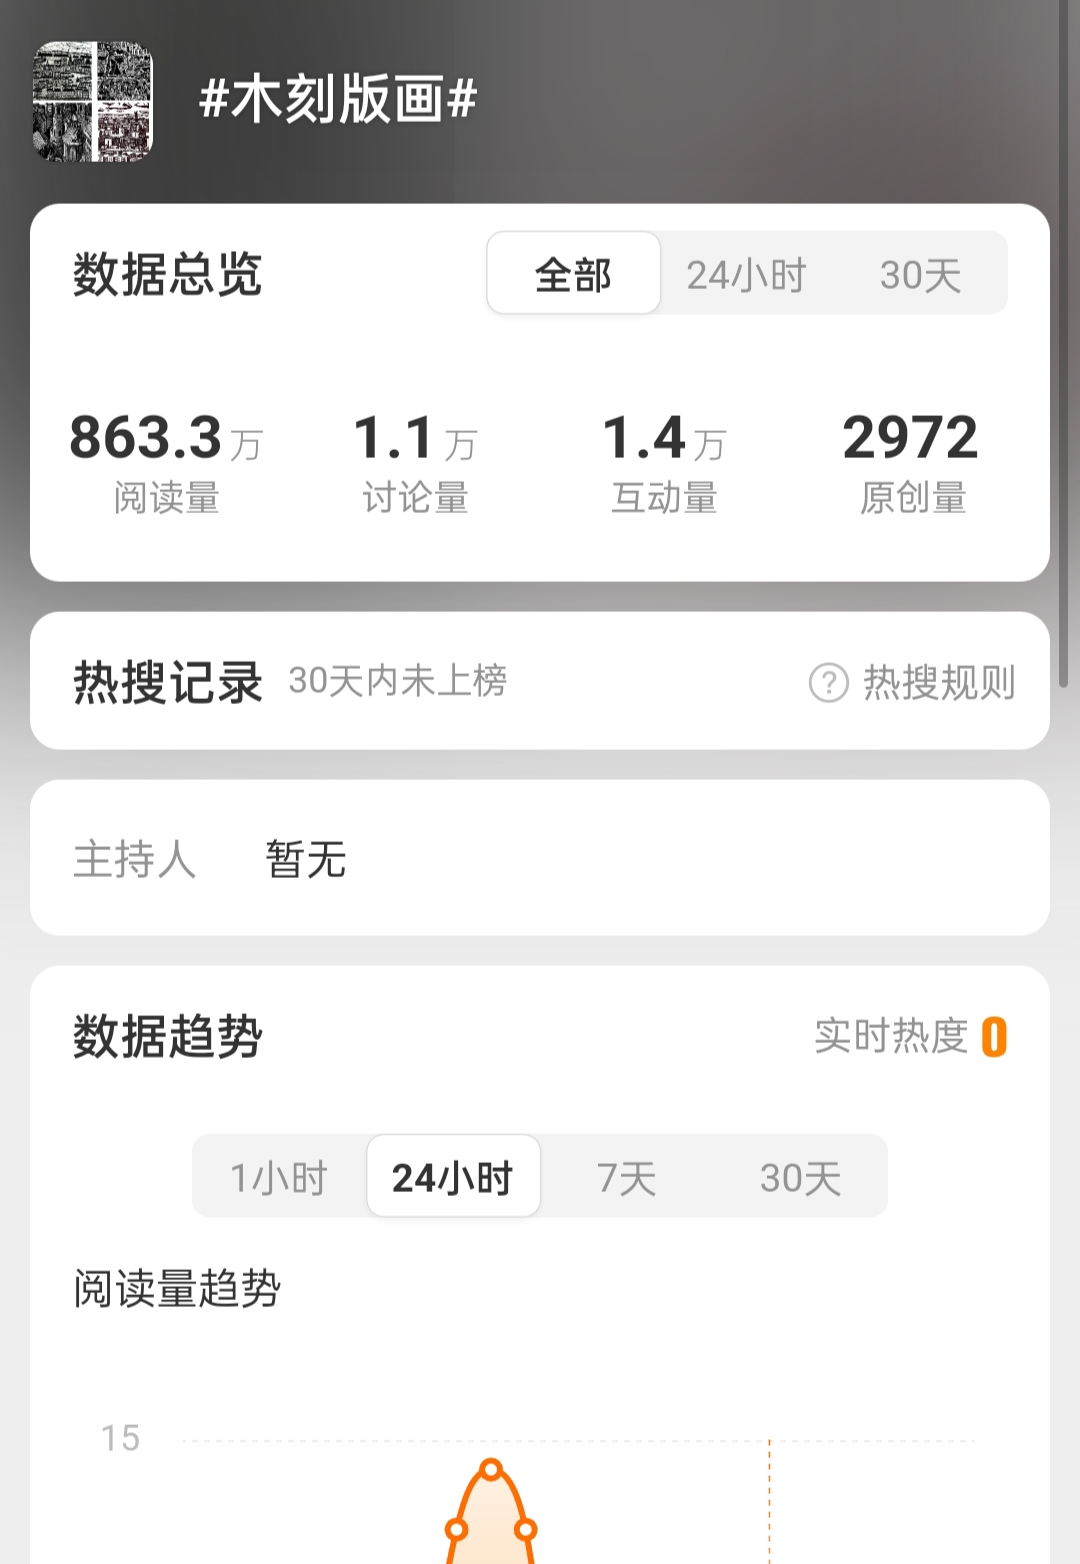 #木刻版画#
数据总览 全部 24小时 30天
863.3万 1.1万 1.4万 2972
阅读量 讨论量 互动量 原创量
热搜记录 30天内未上榜 ? 热搜规则
主持人 暂无
数据趋势 实时热度 0
1小时 24小时 7天 30天
阅读量趋势
15